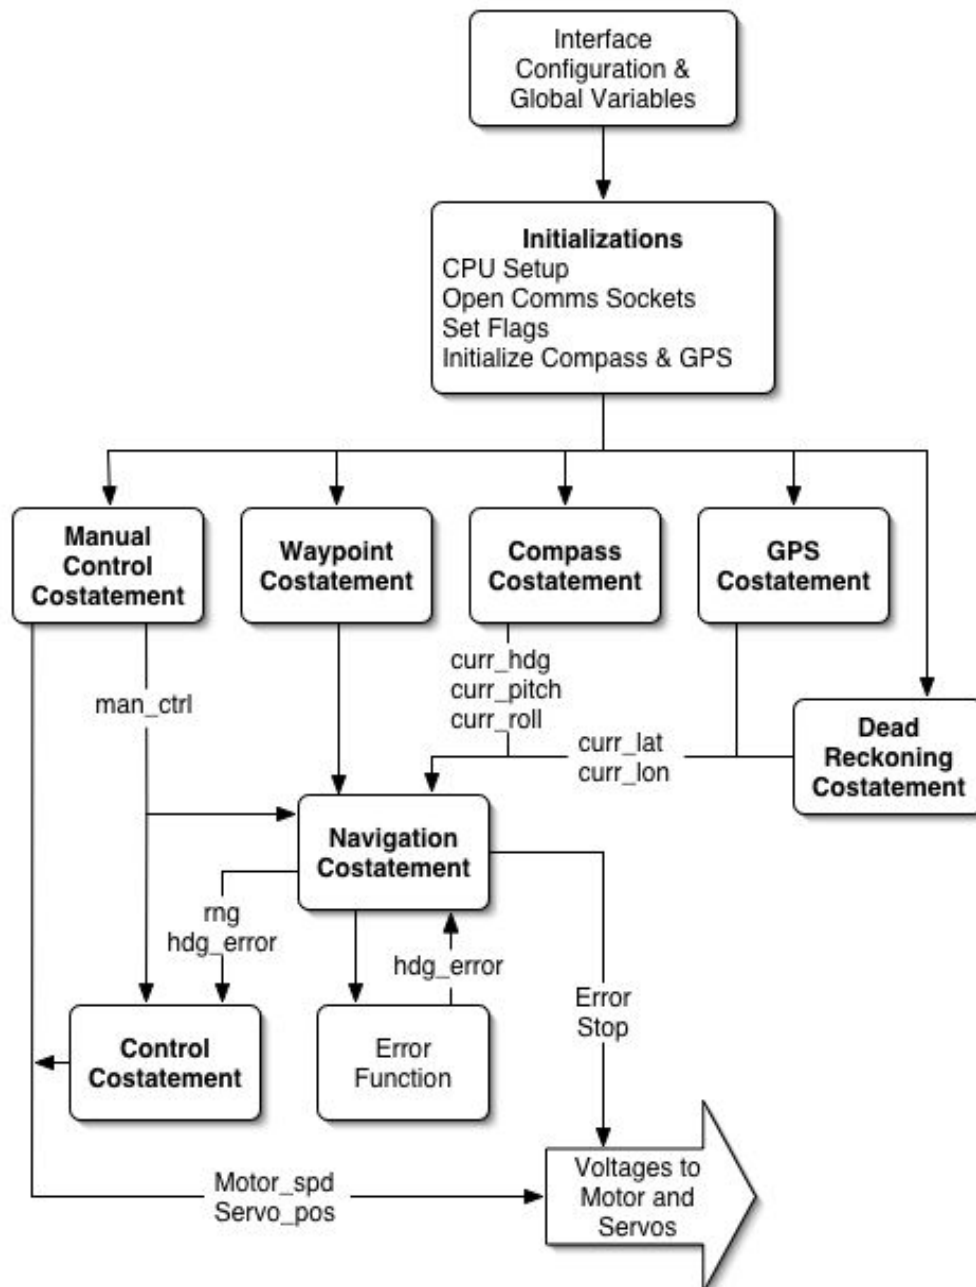 Interface
Configuration &
Global Variables
Initializations
CPU Setup
Open Comms Sockets
Set Flags
Initialize Compass & GPS
Manual
Control
Costatement
Waypoint
Costatement
Compass
Costatement
GPS
Costatement
man_ctrl
curr_hdg
curr_pitch
curr_roll
curr_lat
curr_lon
Dead
Reckoning
Costatement
Navigation
Costatement
rng
hdg_error
hdg_error
Error
Stop
Control
Costatement
Error
Function
Motor_spd
Servo_pos
Voltages to
Motor and
Servos